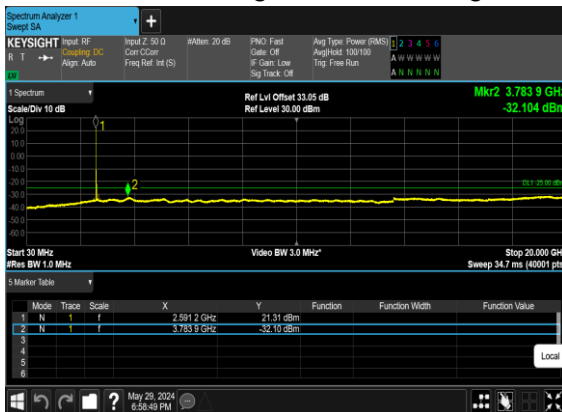 Spectrum Analyzer 1
Swept SA
KEYSIGHT Input: RF Input Z: 50 Ω #Atten: 20 dB PNO: Fast Avg Type: Power (RMS) 1 2 3 4 5 6
R T Coupling: DC Corr CCorr Gate: Off Avg|Hold: 100/100 A W W W W W
Align: Auto Freq Ref: Int (S) IF Gain: Low Trig: Free Run
Sig Track: Off A N N N N N
1 Spectrum Ref Lvl Offset 33.05 dB Mkr2 3.783 9 GHz
Scale/Div 10 dB Ref Level 30.00 dBm -32.104 dBm
Log
1
20.0
10.0
0.00
-10.0
-20.0 2 DL1 -25.00 dBm
-30.0
-40.0
-50.0
-60.0
Start 30 MHz Video BW 3.0 MHz* Stop 20.000 GHz
#Res BW 1.0 MHz Sweep 34.7 ms (40001 pts)
5 Marker Table
Mode Trace Scale X Y Function Function Width Function Value
1 N 1 f 2.591 2 GHz 21.31 dBm
2 N 1 f 3.783 9 GHz -32.10 dBm
3
4
5 Local
6
May 29, 2024
6:58:49 PM